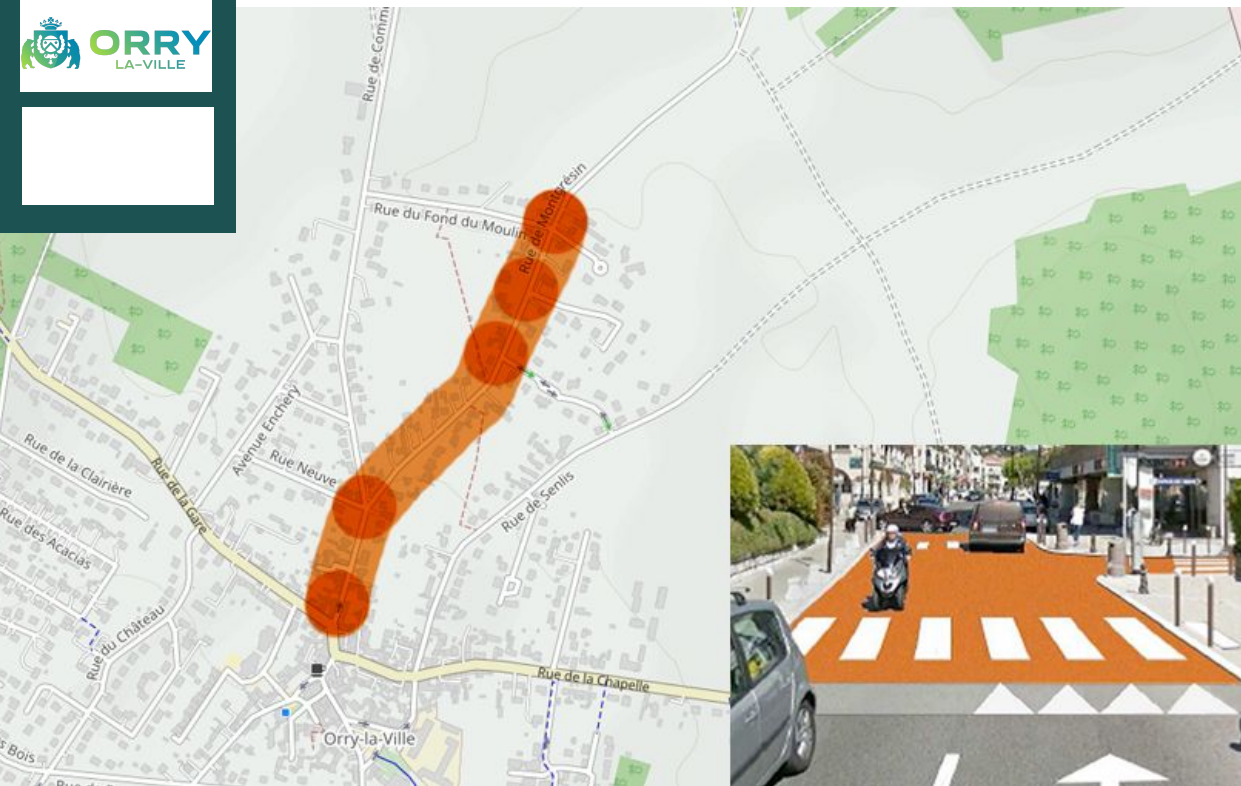 ORRY
LA-VILLE
Rue de Comm
Rue du Fond du Moulin
Rue de Montgrésin
Avenue Enchery
Rue Neuve
Rue de la Clairière
Rue de la Gare
Rue des Acacias
Rue de Senlis
Rue du Château
Rue de la Chapelle
Orry-la-Ville
s Bois